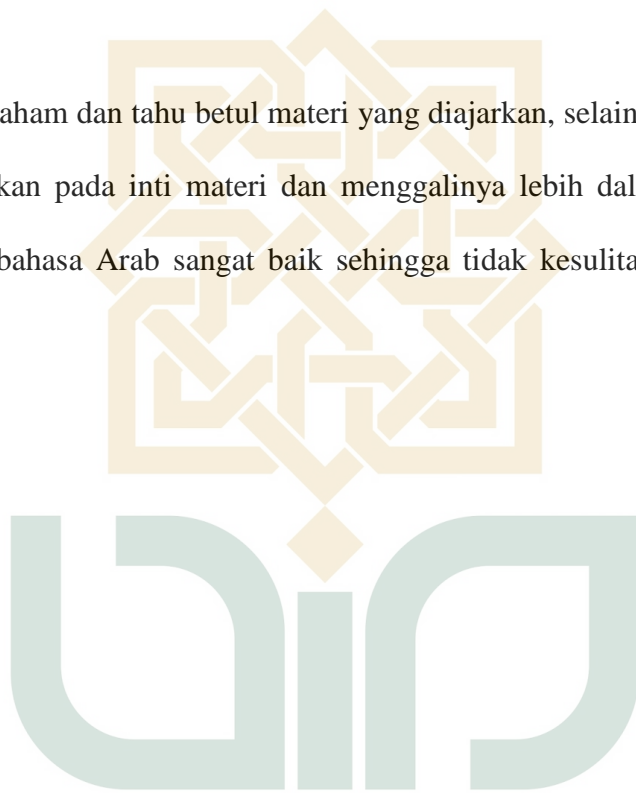 aham dan tahu betul materi yang diajarkan, selain
kan pada inti materi dan menggalinya lebih dal
bahasa Arab sangat baik sehingga tidak kesulita